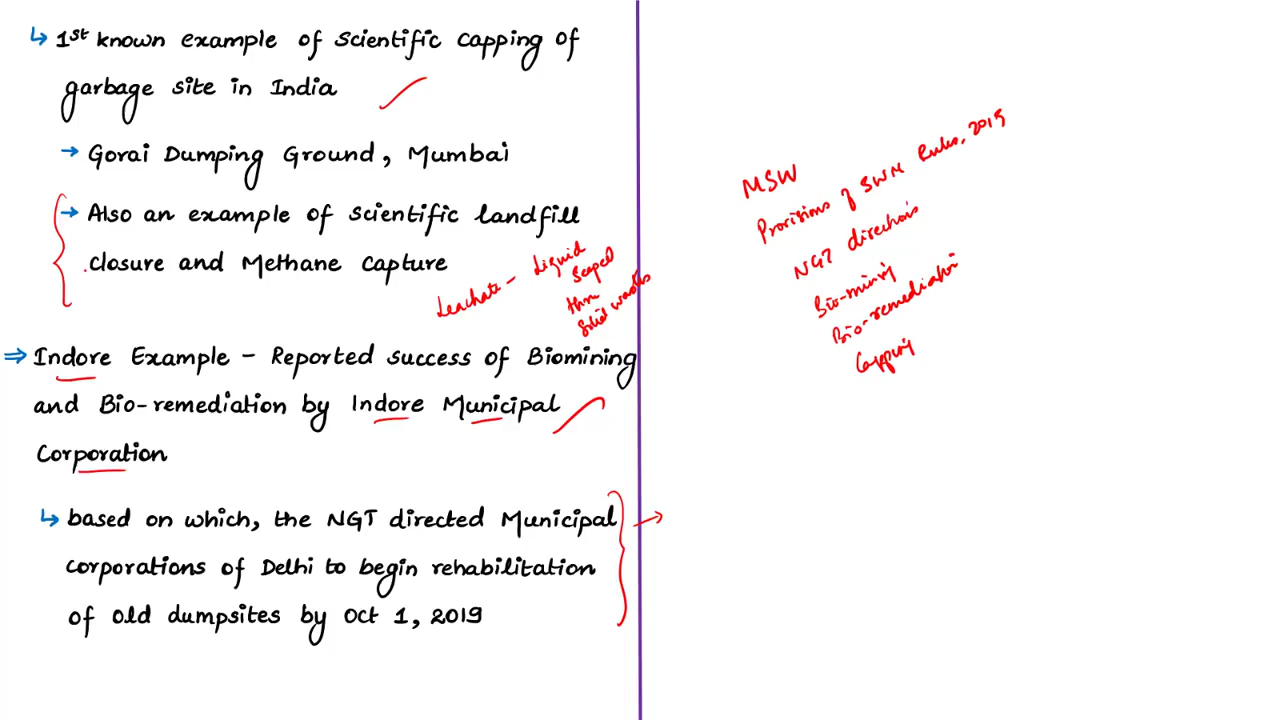 ↳ 1st known example of scientific capping of
garbage site in India
→ Gorai Dumping Ground, Mumbai
→ Also an example of scientific landfill
closure and Methane capture
Leachate - Liquid
seeped
thru
solid waste
⇒ Indore Example - Reported success of Biomining
and Bio-remediation by Indore Municipal
Corporation
↳ based on which, the NGT directed Municipal
corporations of Delhi to begin rehabilitation
of old dumpsites by Oct 1, 2019
MSW
Provisions of SWM Rules, 2019
NGT directions
Bio-mining
Bio-remediation
Capping